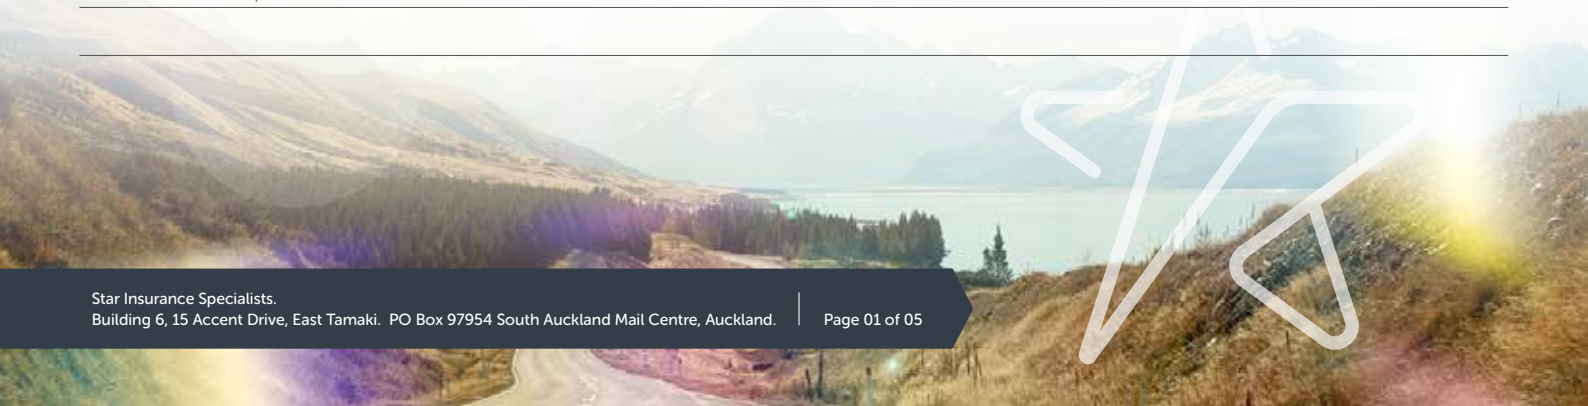 Star Insurance Specialists.
Building 6, 15 Accent Drive, East Tamaki.  PO Box 97954 South Auckland Mail Centre, Auckland. Page 01 of 05